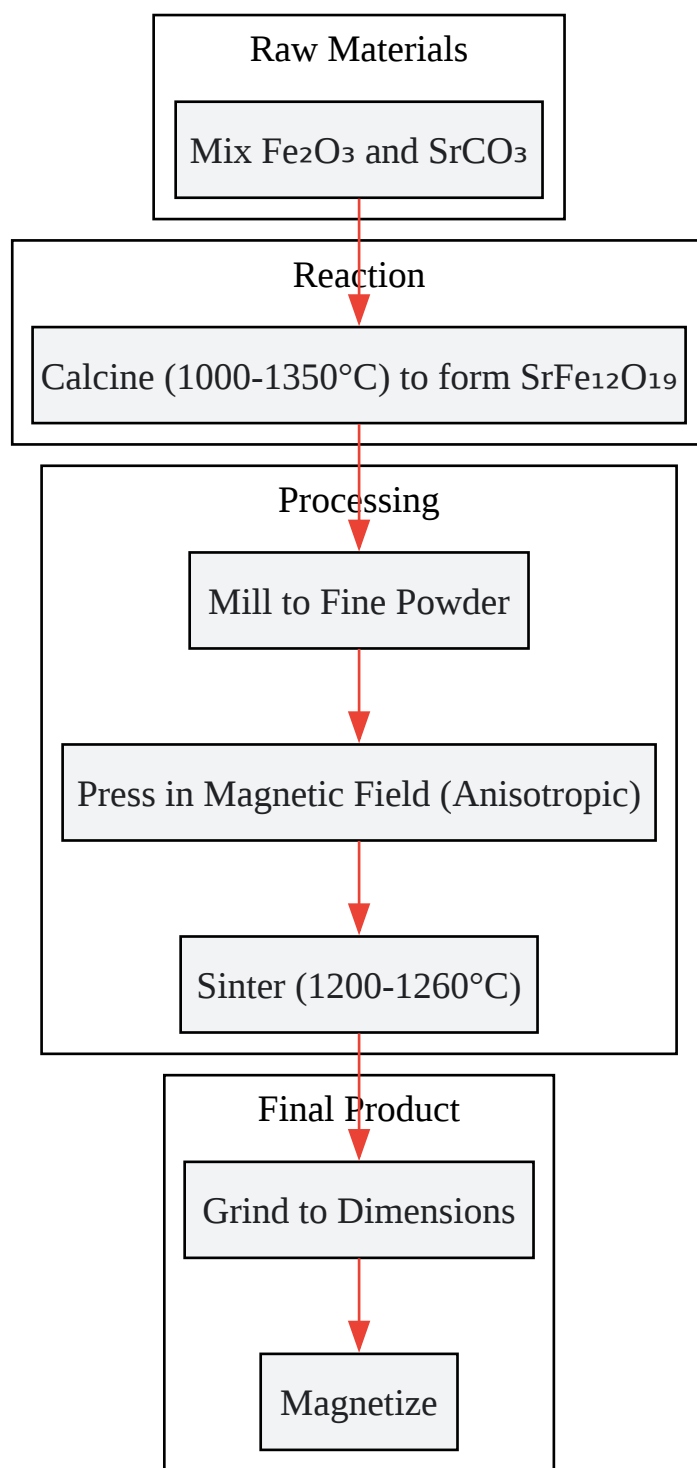 Raw Materials
Mix Fe₂O₃ and SrCO₃
Reaction
Calcine (1000-1350°C) to form SrFe₁₂O₁₉
Processing
Mill to Fine Powder
Press in Magnetic Field (Anisotropic)
Sinter (1200-1260°C)
Final Product
Grind to Dimensions
Magnetize